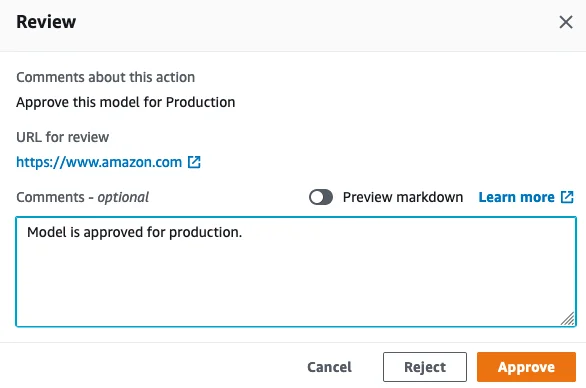 Review
Comments about this action
Approve this model for Production
URL for review
https://www.amazon.com
Comments - optional
Preview markdown
Learn more
Model is approved for production.
Cancel
Reject
Approve